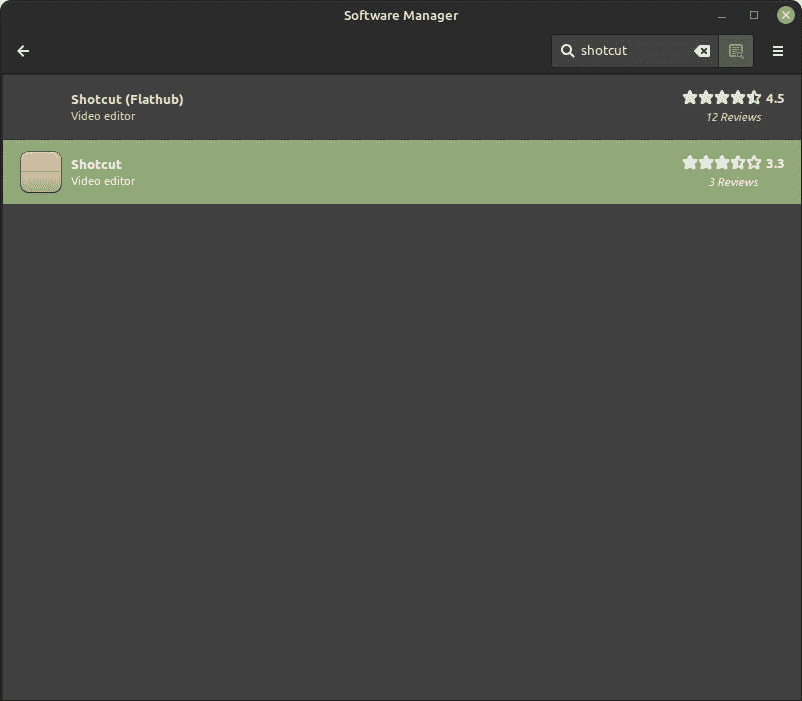 Software Manager
shotcut
Shotcut (Flathub)
Video editor
4.5
12 Reviews
Shotcut
Video editor
3.3
3 Reviews